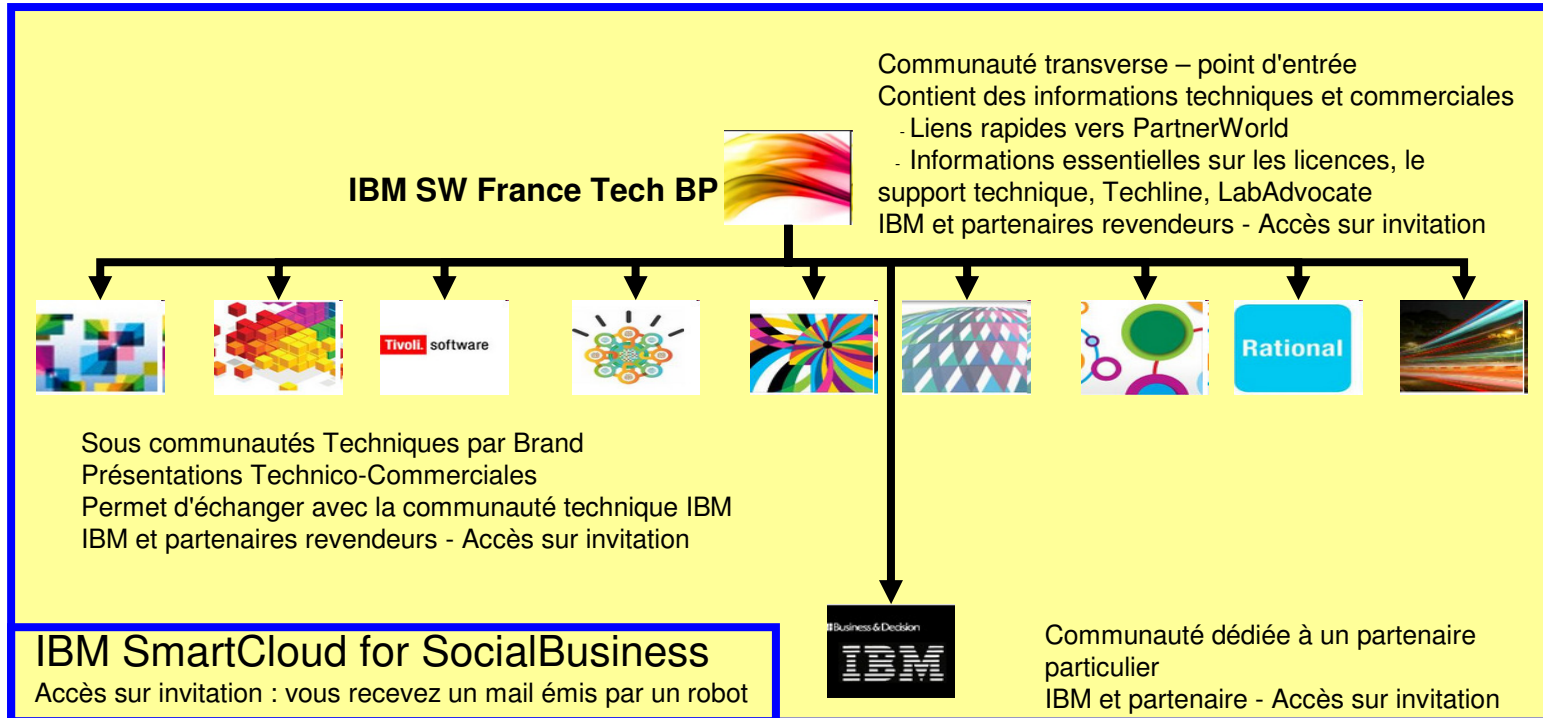 Communauté transverse – point d'entrée
Contient des informations techniques et commerciales
- Liens rapides vers PartnerWorld
- Informations essentielles sur les licences, le
support technique, Techline, LabAdvocate
IBM et partenaires revendeurs - Accès sur invitation
IBM SW France Tech BP
Tivoli. software
Rational
Sous communautés Techniques par Brand
Présentations Technico-Commerciales
Permet d'échanger avec la communauté technique IBM
IBM et partenaires revendeurs - Accès sur invitation
Business & Decision
IBM
IBM SmartCloud for SocialBusiness
Accès sur invitation : vous recevez un mail émis par un robot
Communauté dédiée à un partenaire
particulier
IBM et partenaire - Accès sur invitation